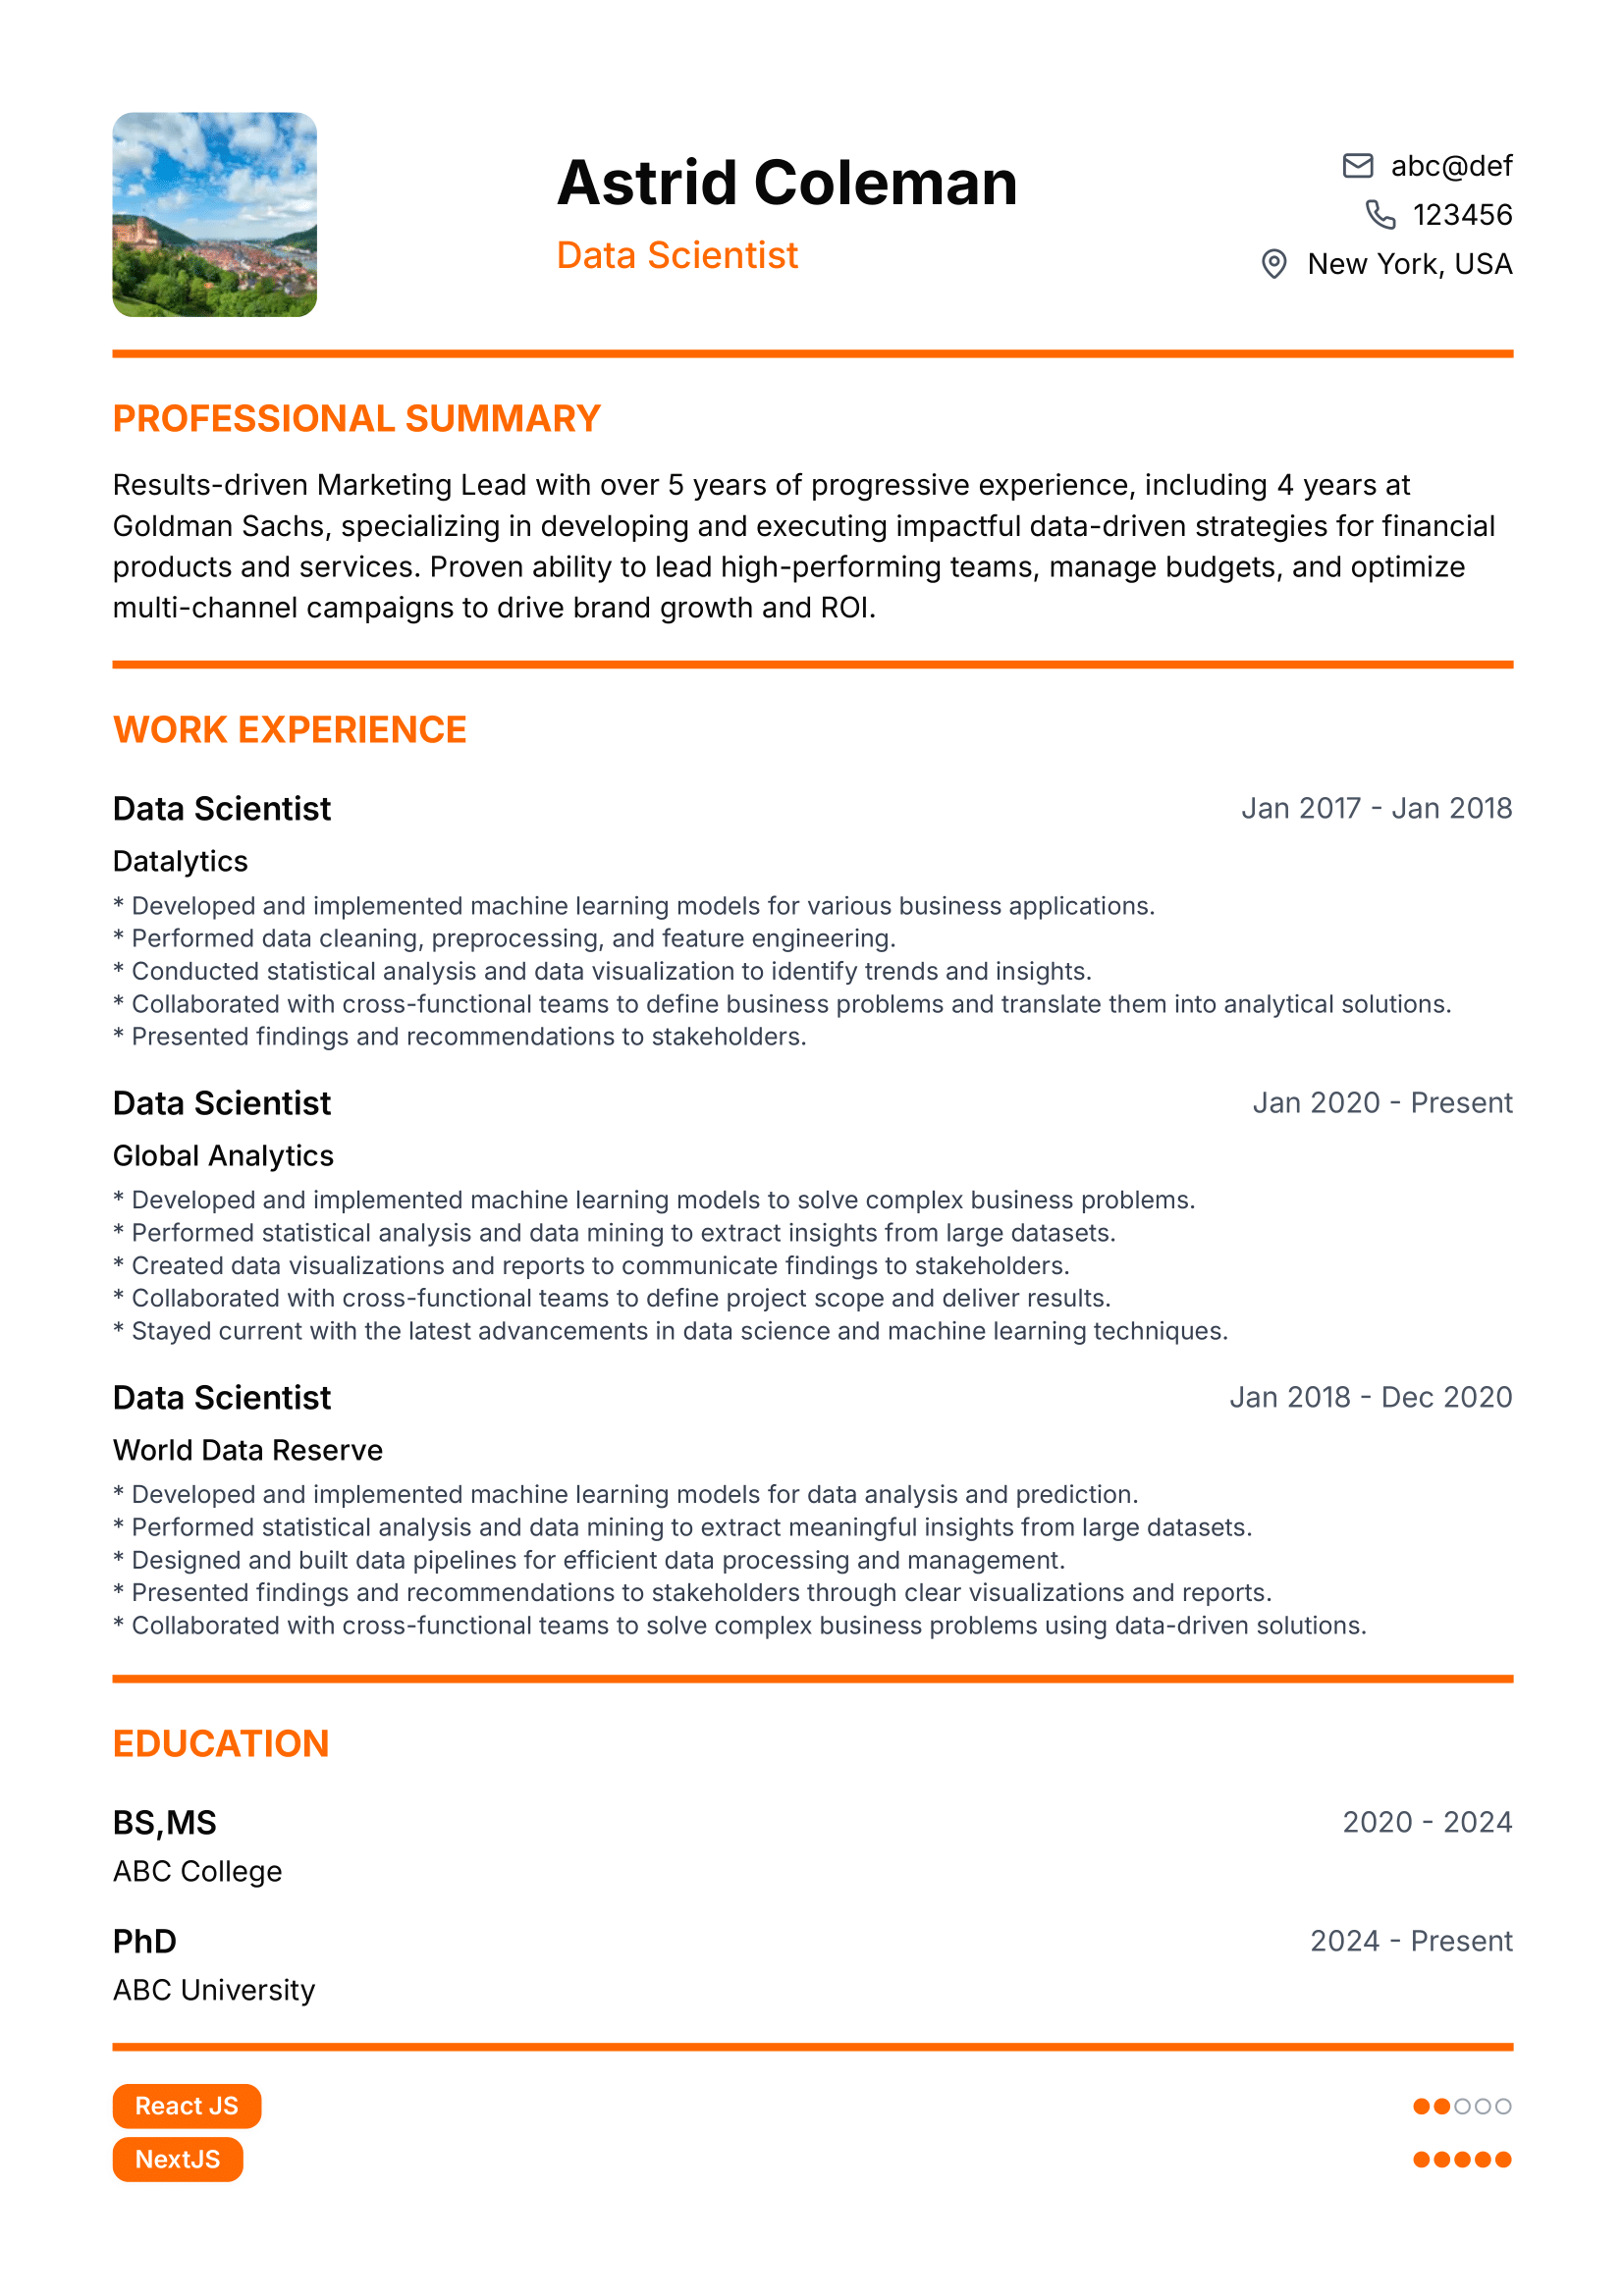 Astrid Coleman
Data Scientist
abc@def
123456
New York, USA
PROFESSIONAL SUMMARY
Results-driven Marketing Lead with over 5 years of progressive experience, including 4 years at
Goldman Sachs, specializing in developing and executing impactful data-driven strategies for financial
products and services. Proven ability to lead high-performing teams, manage budgets, and optimize
multi-channel campaigns to drive brand growth and ROI.
WORK EXPERIENCE
Data Scientist Jan 2017 - Jan 2018
Datalytics
* Developed and implemented machine learning models for various business applications.
* Performed data cleaning, preprocessing, and feature engineering.
* Conducted statistical analysis and data visualization to identify trends and insights.
* Collaborated with cross-functional teams to define business problems and translate them into analytical solutions.
* Presented findings and recommendations to stakeholders.
Data Scientist Jan 2020 - Present
Global Analytics
* Developed and implemented machine learning models to solve complex business problems.
* Performed statistical analysis and data mining to extract insights from large datasets.
* Created data visualizations and reports to communicate findings to stakeholders.
* Collaborated with cross-functional teams to define project scope and deliver results.
* Stayed current with the latest advancements in data science and machine learning techniques.
Data Scientist Jan 2018 - Dec 2020
World Data Reserve
* Developed and implemented machine learning models for data analysis and prediction.
* Performed statistical analysis and data mining to extract meaningful insights from large datasets.
* Designed and built data pipelines for efficient data processing and management.
* Presented findings and recommendations to stakeholders through clear visualizations and reports.
* Collaborated with cross-functional teams to solve complex business problems using data-driven solutions.
EDUCATION
BS,MS 2020 - 2024
ABC College
PhD 2024 - Present
ABC University
React JS
NextJS